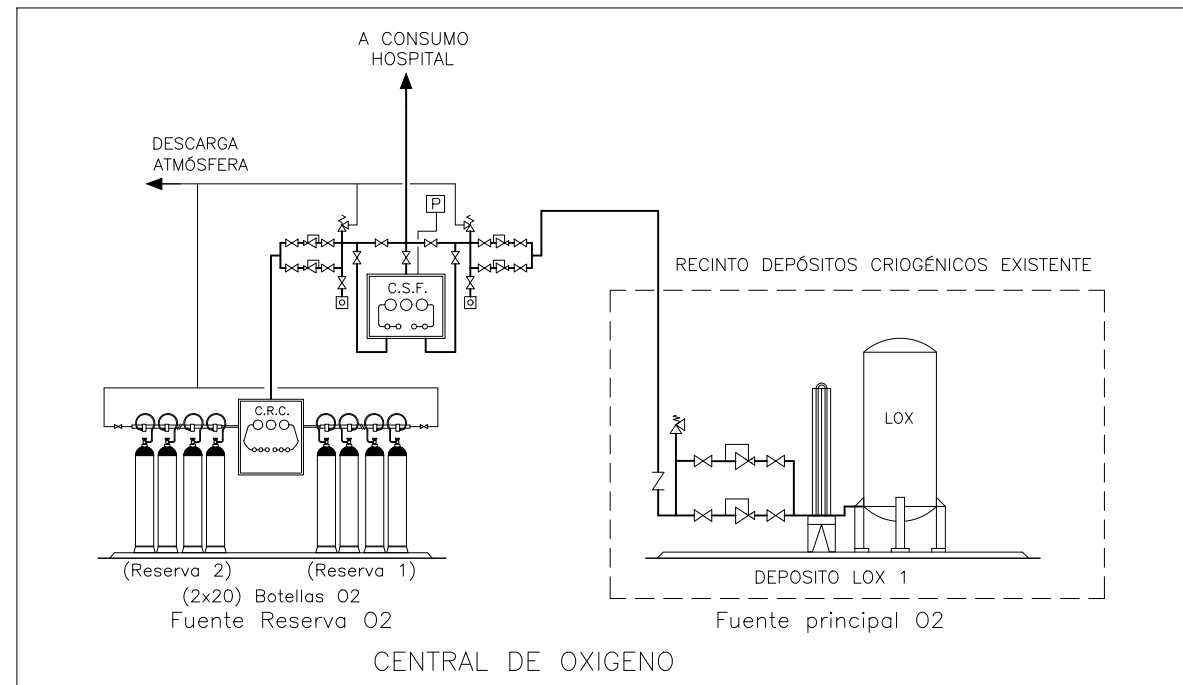 A CONSUMO
HOSPITAL
DESCARGA
ATMÓSFERA
P
C.S.F.
RECINTO DEPÓSITOS CRIOGÉNICOS EXISTENTE
C.R.C.
LOX
(Reserva 2)
(Reserva 1)
(2x20) Botellas O2
Fuente Reserva O2
DEPOSITO LOX 1
Fuente principal O2
CENTRAL DE OXIGENO